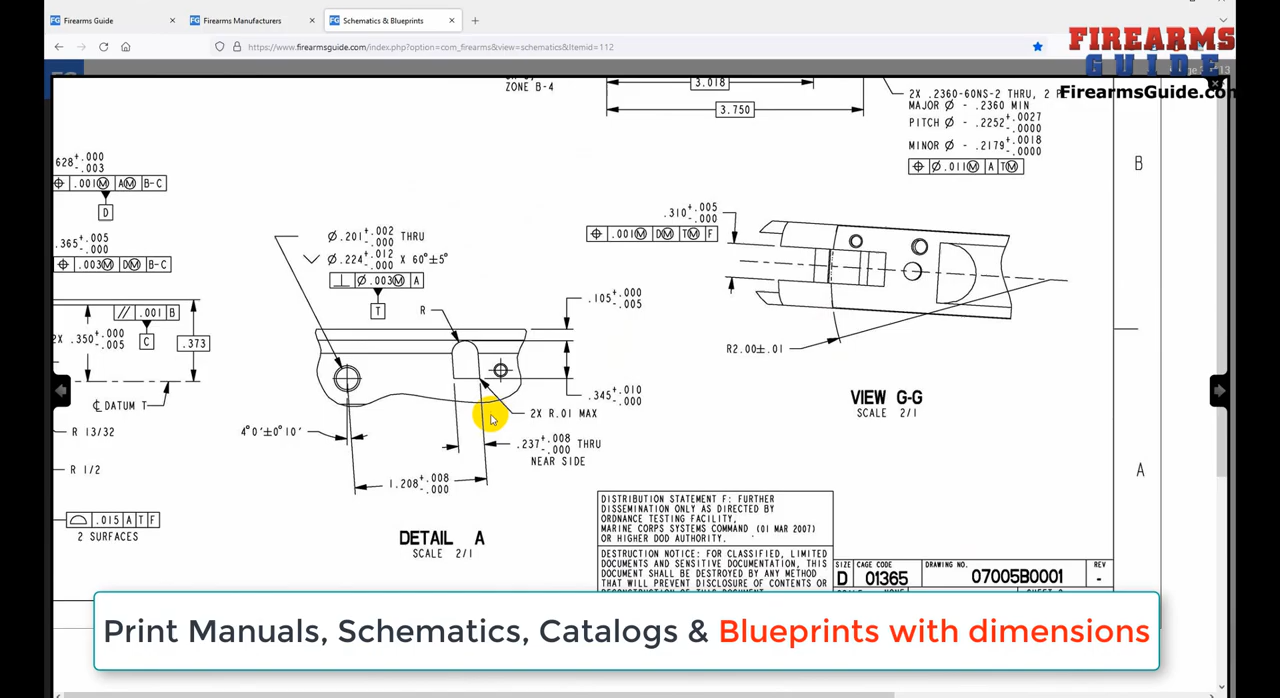 Firearms Guide
Firearms Manufacturers
Schematics & Blueprints
https://www.firearmsguide.com/index.php?option=com_firearms&view=schematics&Itemid=112
FIREARMS
GUIDE
FirearmsGuide.com
ZONE B-4
3.018
3.750
2X .2360-60NS-2 THRU, 2
MAJOR Ø - .2360 MIN
PITCH Ø - .2252 +.0027 -.0000
MINOR Ø - .2179 +.0018 -.0000
⌖ Ø.011Ⓜ A TⓂ
B
628 +.000 -.003
⌖ .001Ⓜ AⓂ B-C
D
.365 +.005 -.000
⌖ .003Ⓜ DⓂ B-C
// .001 B
2X .350 +.000 -.005
C
.373
℄ DATUM T
R 13/32
R 1/2
⌓ .015 A T F
2 SURFACES
Ø.201 +.002 -.000 THRU
⌵ Ø.224 +.012 -.000 X 60°±5°
⊥ Ø.003Ⓜ A
T
R
.105 +.000 -.005
.345 +.010 -.000
2X R.01 MAX
4°0'±0°10'
.237 +.008 -.000 THRU
NEAR SIDE
1.208 +.008 -.000
DETAIL A
SCALE 2/1
.310 +.005 -.000
⌖ .001Ⓜ DⓂ TⓂ F
R2.00±.01
VIEW G-G
SCALE 2/1
A
DISTRIBUTION STATEMENT F: FURTHER
DISSEMINATION ONLY AS DIRECTED BY
ORDNANCE TESTING FACILITY,
MARINE CORPS SYSTEMS COMMAND (01 MAR 2007)
OR HIGHER DOD AUTHORITY.
DESTRUCTION NOTICE: FOR CLASSIFIED, LIMITED
DOCUMENTS AND SENSITIVE DOCUMENTATION, THIS
DOCUMENT SHALL BE DESTROYED BY ANY METHOD
THAT WILL PREVENT DISCLOSURE OF CONTENTS OR
SIZE CAGE CODE DRAWING NO. REV
D 01365 07005B0001 -
Print Manuals, Schematics, Catalogs & Blueprints with dimensions